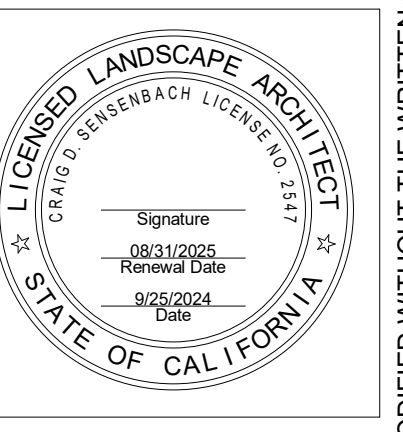 LICENSED LANDSCAPE ARCHITECT
CRAIG D. SENSENBACH LICENSE NO. 2547
Signature
08/31/2025
Renewal Date
9/25/2024
Date
☆ STATE OF CALIFORNIA ☆
WITHOUT THE WRITTEN